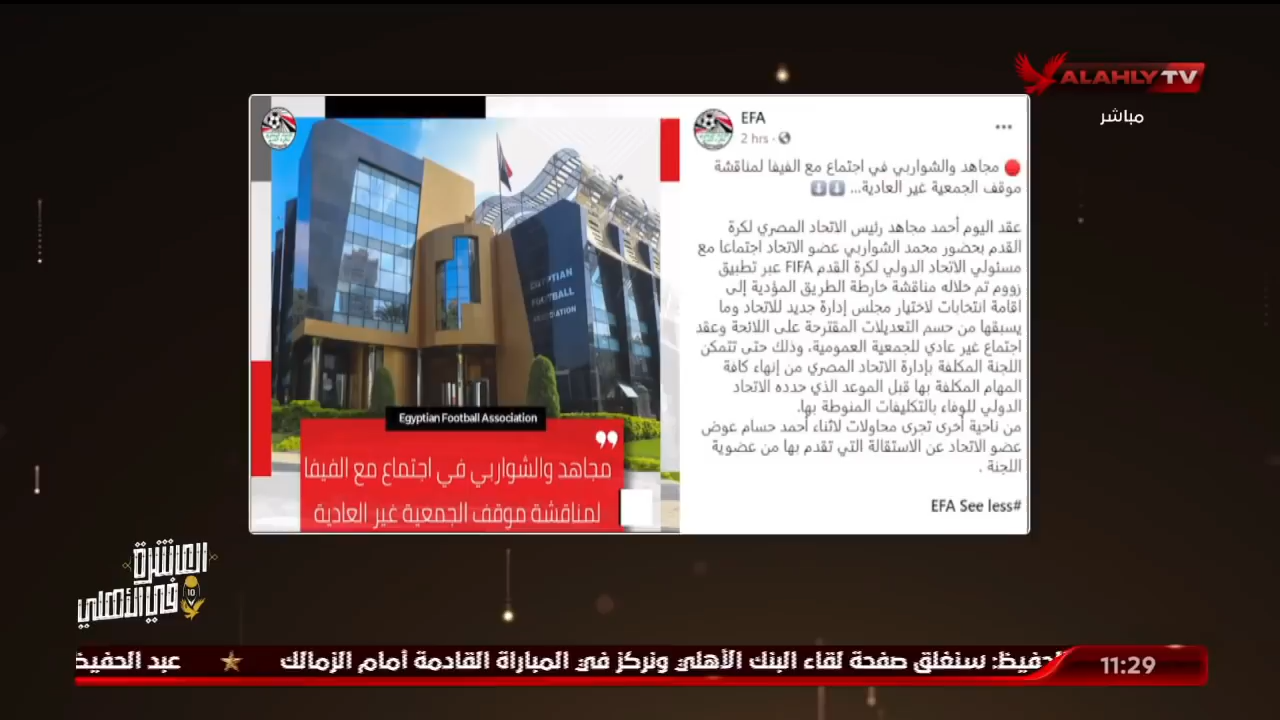 ALAHLY TV
مباشر
EFA
2 hrs
🔴 مجاهد والشواربي في اجتماع مع الفيفا لمناقشة
موقف الجمعية غير العادية... ⬇️⬇️
عقد اليوم أحمد مجاهد رئيس الاتحاد المصري لكرة
القدم بحضور محمد الشواربي عضو الاتحاد اجتماعا مع
مسئولي الاتحاد الدولي لكرة القدم FIFA عبر تطبيق
زووم تم خلاله مناقشة خارطة الطريق المؤدية إلى
اقامة انتخابات لاختيار مجلس إدارة جديد للاتحاد وما
يسبقها من حسم التعديلات المقترحة على اللائحة وعقد
اجتماع غير عادي للجمعية العمومية، وذلك حتى تتمكن
اللجنة المكلفة بإدارة الاتحاد المصري من إنهاء كافة
المهام المكلفة بها قبل الموعد الذي حدده الاتحاد
الدولي للوفاء بالتكليفات المنوطة بها.
من ناحية أخرى تجرى محاولات لاثناء أحمد حسام عوض
عضو الاتحاد عن الاستقالة التي تقدم بها من عضوية
اللجنة .
#EFA See less
EGYPTIAN
FOOTBALL
ASSOCIATION
Egyptian Football Association
مجاهد والشواربي في اجتماع مع الفيفا
لمناقشة موقف الجمعية غير العادية
العاشرة
في الأهلي
10
الحفيظ: سنغلق صفحة لقاء البنك الأهلي ونركز في المباراة القادمة أمام الزمالك ★ عبد الحفيظ
11:29